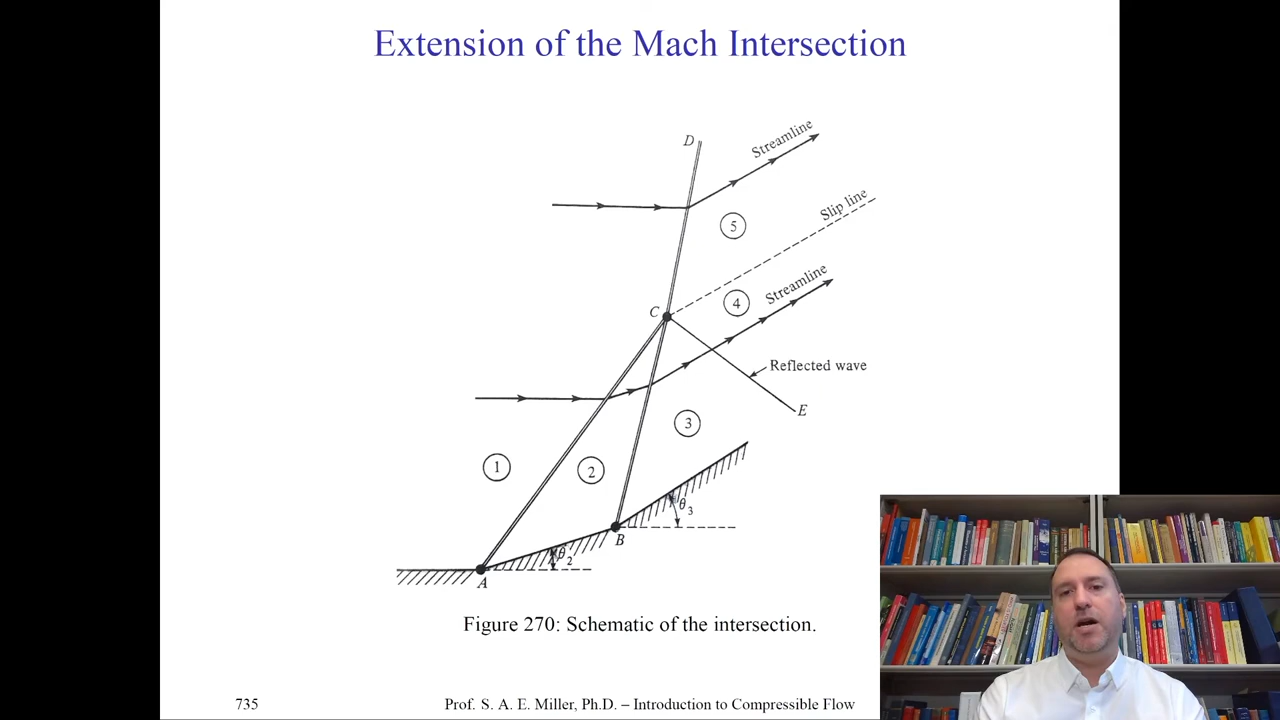 Extension of the Mach Intersection
D
Streamline
5
Slip line
C
4
Streamline
Reflected wave
E
3
1
2
θ3
B
θ2
A
Figure 270: Schematic of the intersection.
735
Prof. S. A. E. Miller, Ph.D. – Introduction to Compressible Flow